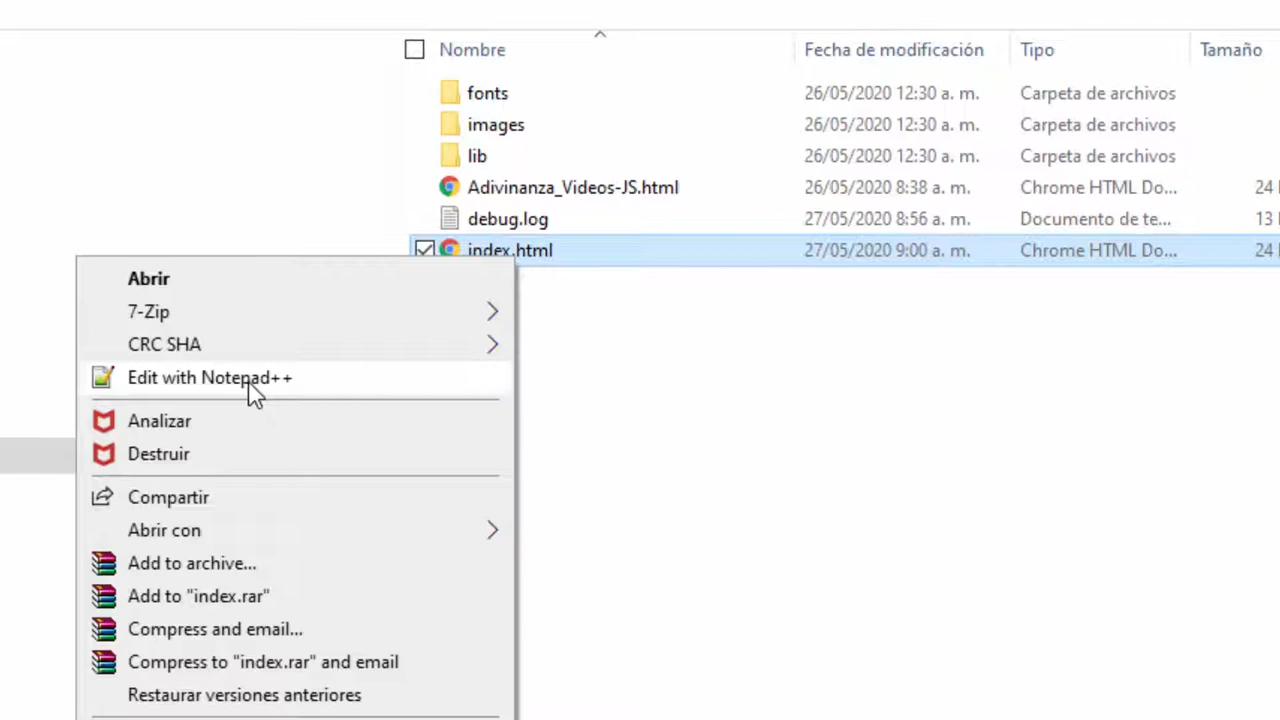 Nombre Fecha de modificación Tipo Tamaño
fonts 26/05/2020 12:30 a. m. Carpeta de archivos
images 26/05/2020 12:30 a. m. Carpeta de archivos
lib 26/05/2020 12:30 a. m. Carpeta de archivos
Adivinanza_Videos-JS.html 26/05/2020 8:38 a. m. Chrome HTML Do... 24
debug.log 27/05/2020 8:56 a. m. Documento de te... 13
index.html 27/05/2020 9:00 a. m. Chrome HTML Do... 24
Abrir
7-Zip
CRC SHA
Edit with Notepad++
Analizar
Destruir
Compartir
Abrir con
Add to archive...
Add to "index.rar"
Compress and email...
Compress to "index.rar" and email
Restaurar versiones anteriores